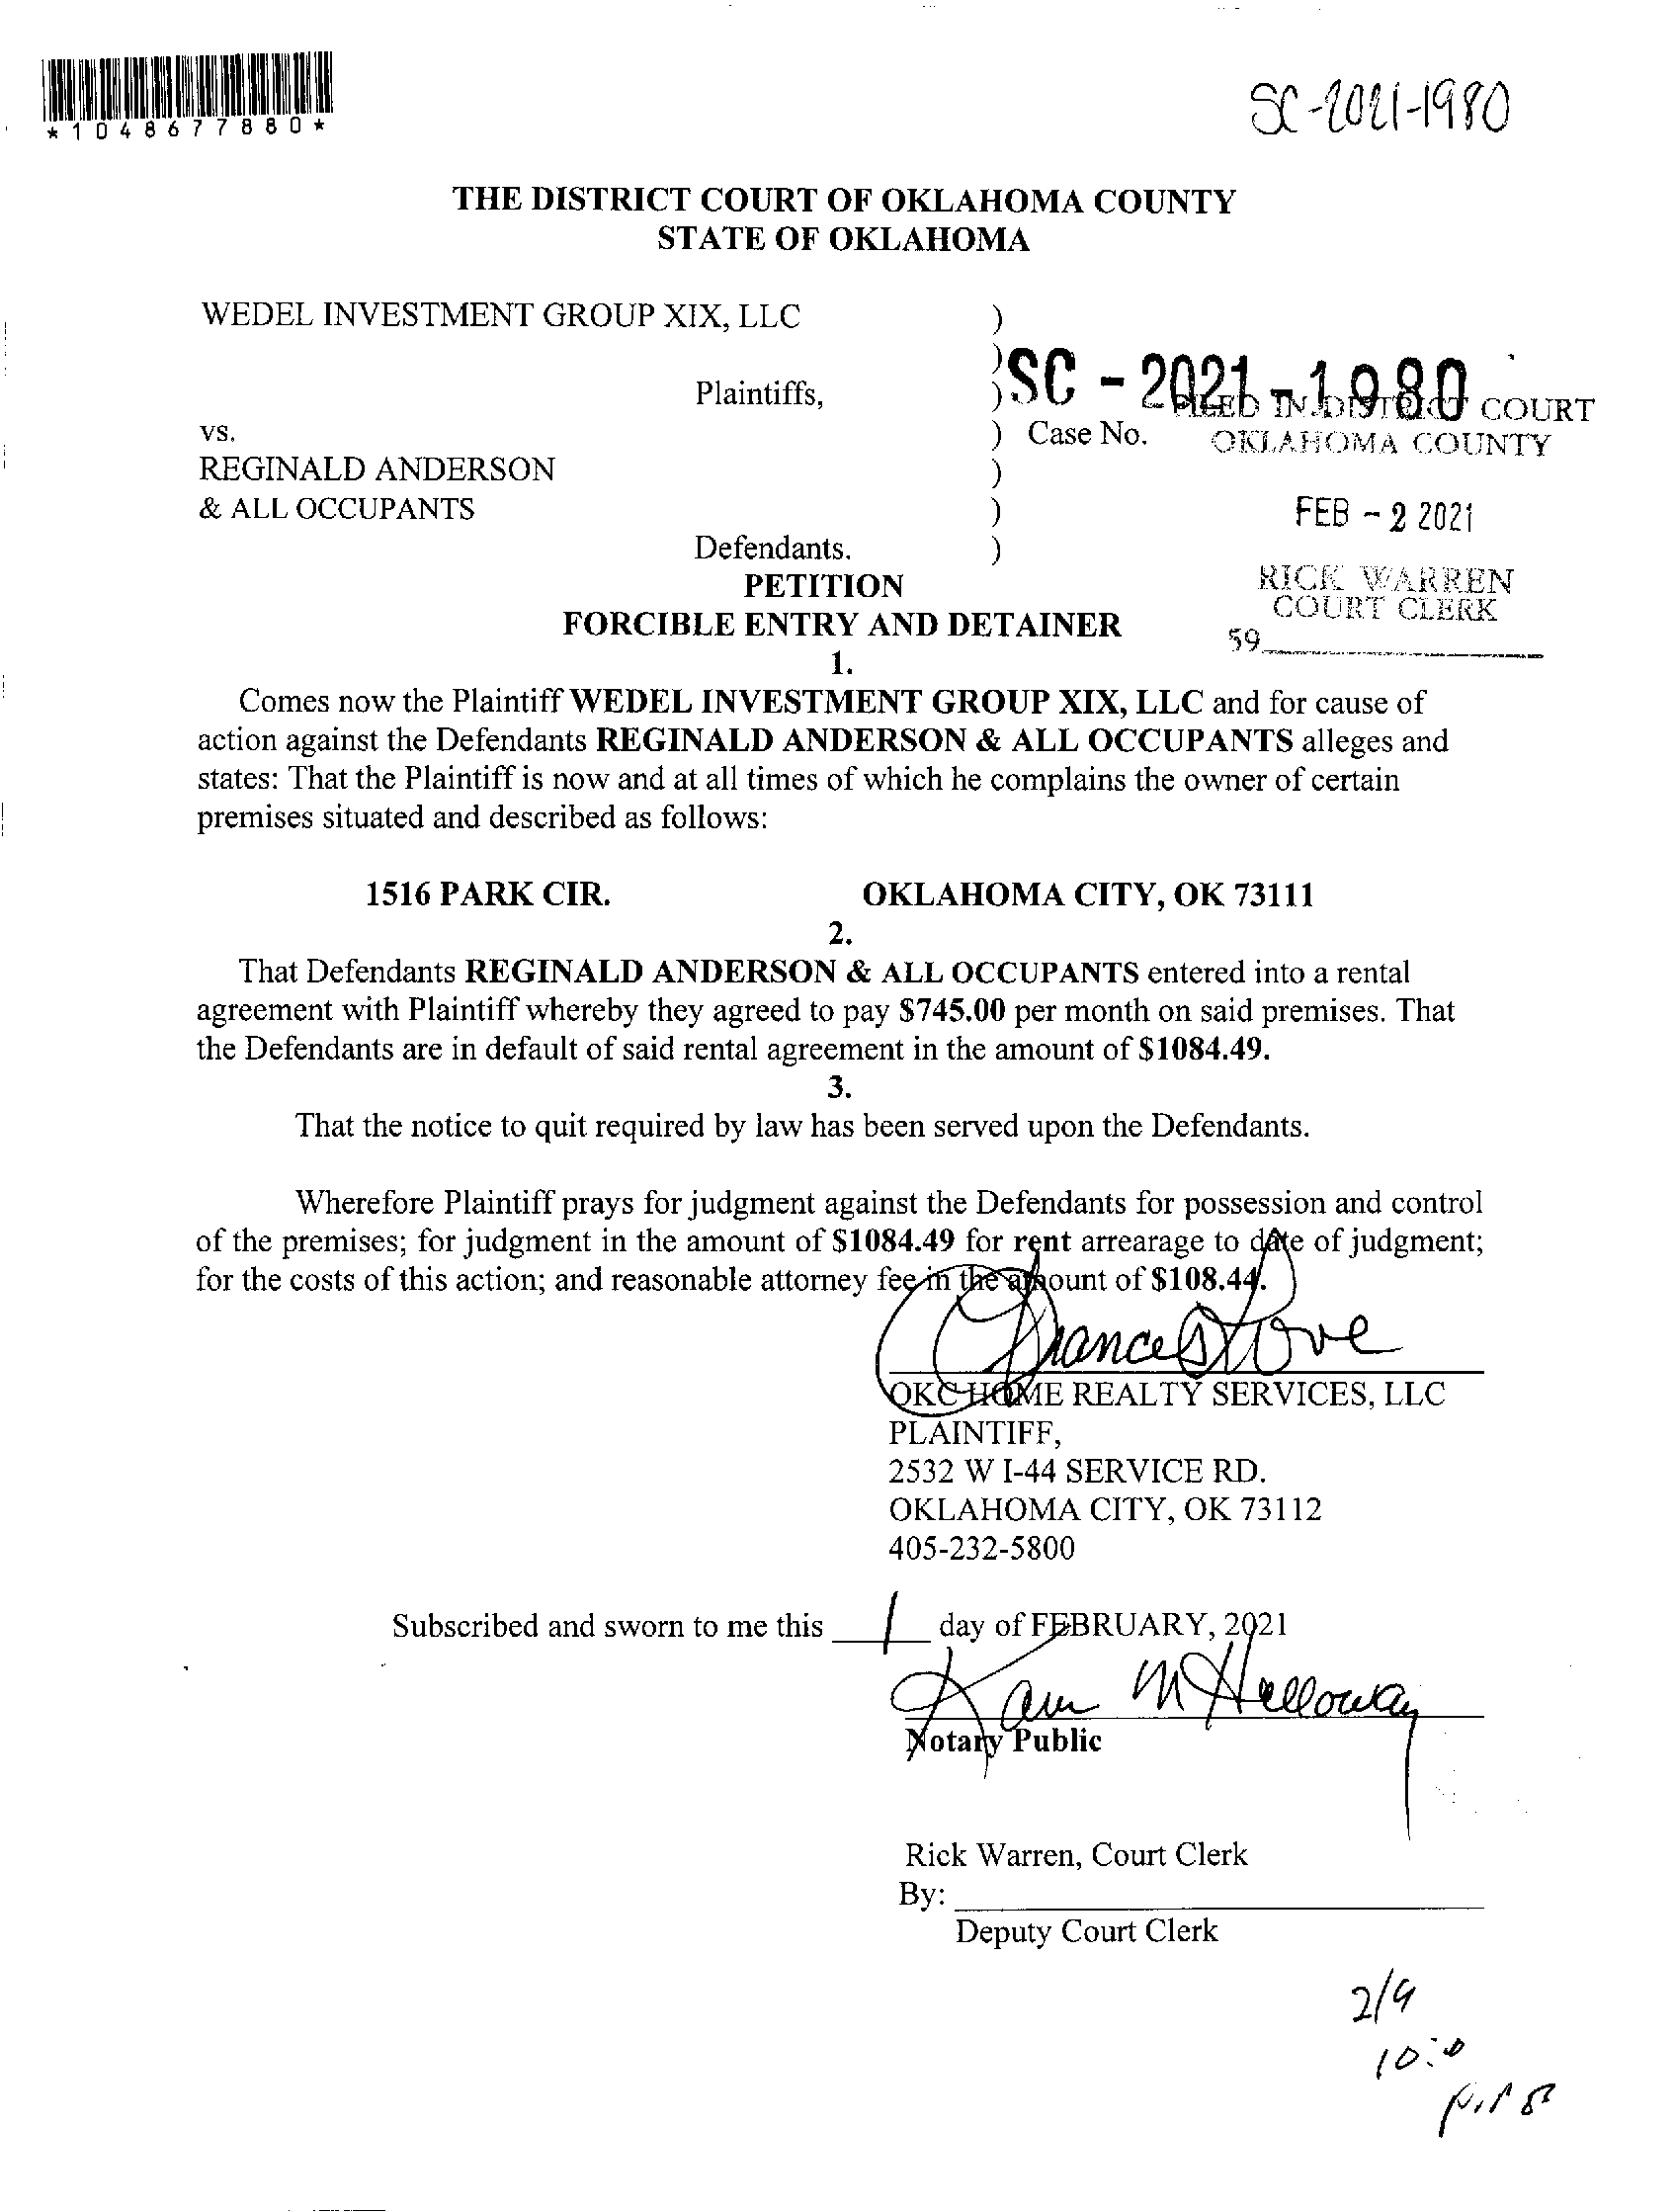 *1048677880*
SC-2021-1980
THE DISTRICT COURT OF OKLAHOMA COUNTY
STATE OF OKLAHOMA
WEDEL INVESTMENT GROUP XIX, LLC )
)
Plaintiffs, ) SC - 2021 - 1980
FILED IN DISTRICT COURT
vs. ) Case No.
OKLAHOMA COUNTY
REGINALD ANDERSON )
& ALL OCCUPANTS )
FEB - 2 2021
Defendants. )
PETITION
RICK WARREN
COURT CLERK
FORCIBLE ENTRY AND DETAINER
59
1.
Comes now the Plaintiff WEDEL INVESTMENT GROUP XIX, LLC and for cause of
action against the Defendants REGINALD ANDERSON & ALL OCCUPANTS alleges and
states: That the Plaintiff is now and at all times of which he complains the owner of certain
premises situated and described as follows:
1516 PARK CIR. OKLAHOMA CITY, OK 73111
2.
That Defendants REGINALD ANDERSON & ALL OCCUPANTS entered into a rental
agreement with Plaintiff whereby they agreed to pay $745.00 per month on said premises. That
the Defendants are in default of said rental agreement in the amount of $1084.49.
3.
That the notice to quit required by law has been served upon the Defendants.
Wherefore Plaintiff prays for judgment against the Defendants for possession and control
of the premises; for judgment in the amount of $1084.49 for rent arrearage to date of judgment;
for the costs of this action; and reasonable attorney fee in the amount of $108.44.
OKC HOME REALTY SERVICES, LLC
PLAINTIFF,
2532 W I-44 SERVICE RD.
OKLAHOMA CITY, OK 73112
405-232-5800
Subscribed and sworn to me this 1 day of FEBRUARY, 2021
Notary Public
Rick Warren, Court Clerk
By:
Deputy Court Clerk
2/9